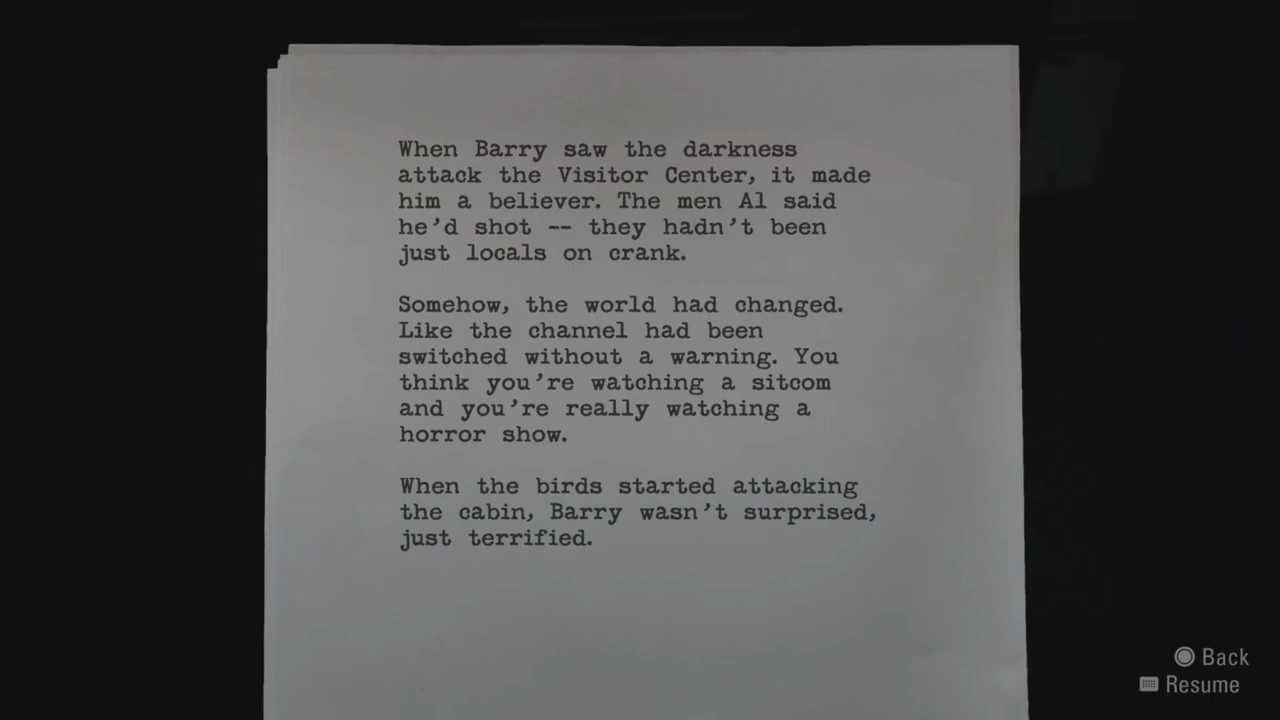 When Barry saw the darkness
attack the Visitor Center, it made
him a believer. The men Al said
he’d shot -- they hadn’t been
just locals on crank.
Somehow, the world had changed.
Like the channel had been
switched without a warning. You
think you’re watching a sitcom
and you’re really watching a
horror show.
When the birds started attacking
the cabin, Barry wasn’t surprised,
just terrified.
Back
Resume